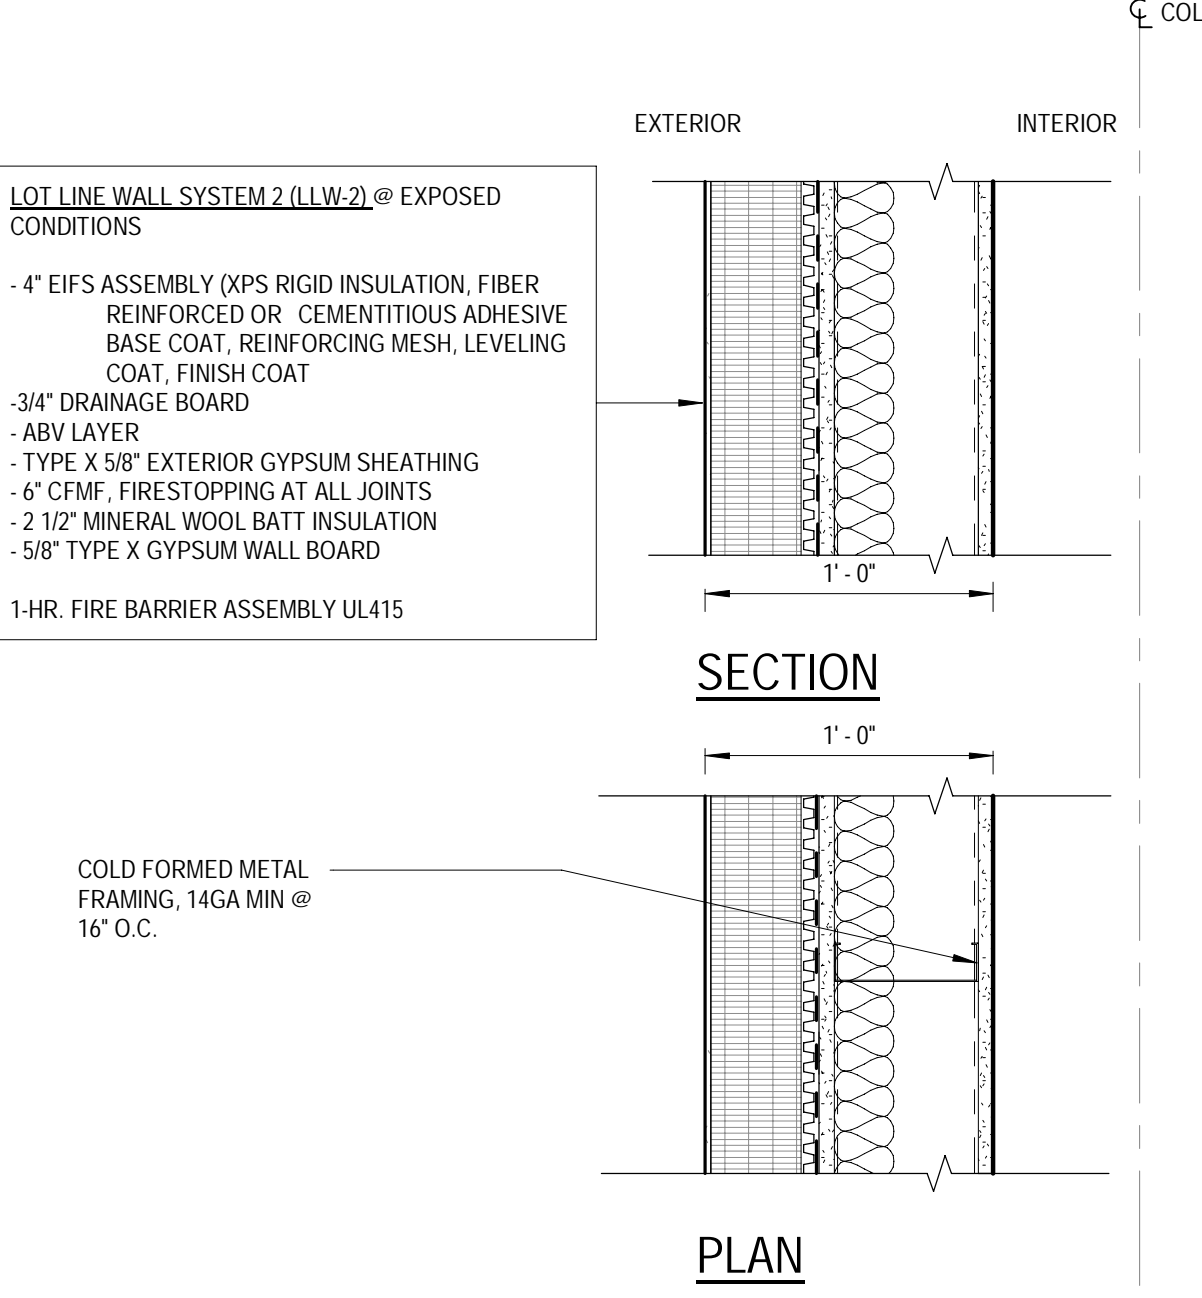 ℄ COL
EXTERIOR
INTERIOR
LOT LINE WALL SYSTEM 2 (LLW-2) @ EXPOSED
CONDITIONS
- 4" EIFS ASSEMBLY (XPS RIGID INSULATION, FIBER
REINFORCED OR CEMENTITIOUS ADHESIVE
BASE COAT, REINFORCING MESH, LEVELING
COAT, FINISH COAT
-3/4" DRAINAGE BOARD
- ABV LAYER
- TYPE X 5/8" EXTERIOR GYPSUM SHEATHING
- 6" CFMF, FIRESTOPPING AT ALL JOINTS
- 2 1/2" MINERAL WOOL BATT INSULATION
- 5/8" TYPE X GYPSUM WALL BOARD
1-HR. FIRE BARRIER ASSEMBLY UL415
1' - 0"
SECTION
1' - 0"
COLD FORMED METAL
FRAMING, 14GA MIN @
16" O.C.
PLAN